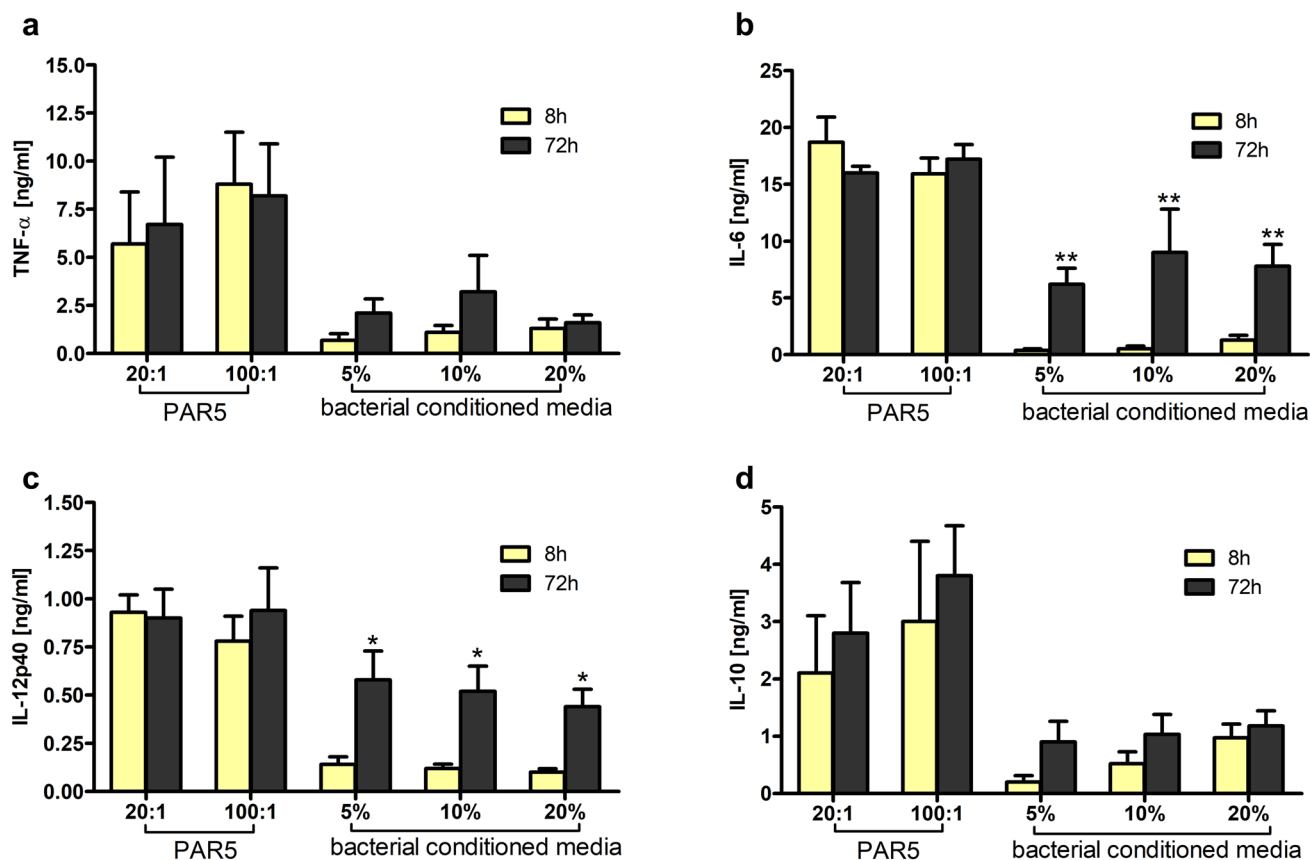 a
15.0
12.5
10.0
7.5
5.0
2.5
0.0
TNF-α [ng/ml]
8h
72h
20:1 100:1 5% 10% 20%
PAR5 bacterial conditioned media
b
25
20
15
10
5
0
IL-6 [ng/ml]
8h
72h
** ** **
20:1 100:1 5% 10% 20%
PAR5 bacterial conditioned media
c
1.50
1.25
1.00
0.75
0.50
0.25
0.00
IL-12p40 [ng/ml]
8h
72h
* * *
20:1 100:1 5% 10% 20%
PAR5 bacterial conditioned media
d
5
4
3
2
1
0
IL-10 [ng/ml]
8h
72h
20:1 100:1 5% 10% 20%
PAR5 bacterial conditioned media